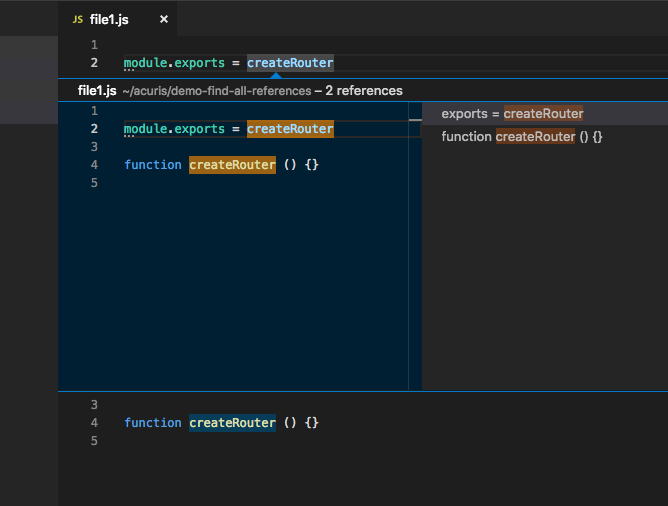 JS file1.js ×
1
2 module.exports = createRouter
file1.js ~/acuris/demo-find-all-references – 2 references
1
2 module.exports = createRouter
3
4 function createRouter () {}
5
exports = createRouter
function createRouter () {}
3
4 function createRouter () {}
5